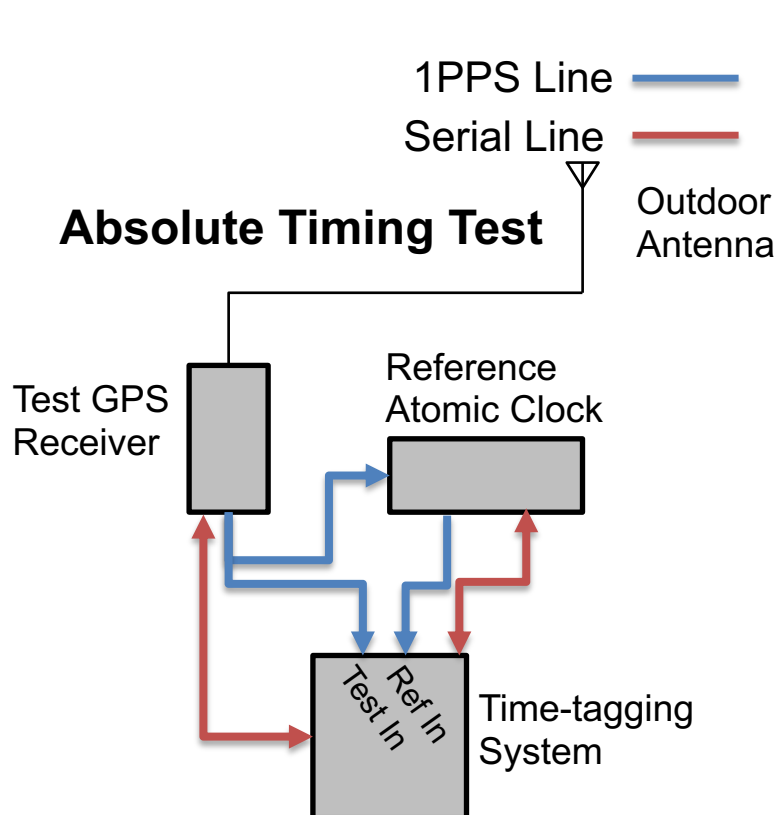 1PPS Line
Serial Line
Outdoor
Antenna
Absolute Timing Test
Reference
Atomic Clock
Test GPS
Receiver
Test In
Ref In
Time-tagging
System